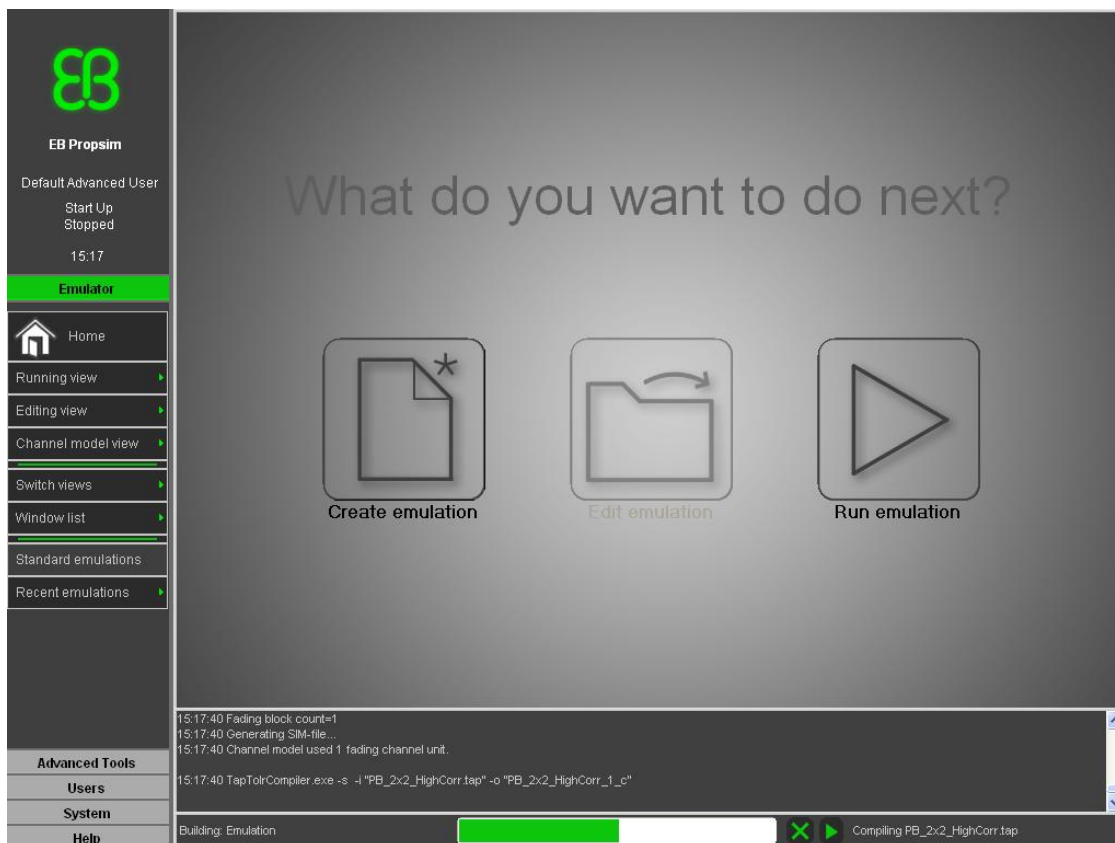 EB
EB Propsim
Default Advanced User
Start Up
Stopped
15:17
Emulator
Home
Running view
Editing view
Channel model view
Switch views
Window list
Standard emulations
Recent emulations
Advanced Tools
Users
System
Help
What do you want to do next?
Create emulation
Edit emulation
Run emulation
15:17:40 Fading block count=1
15:17:40 Generating SIM-file...
15:17:40 Channel model used 1 fading channel unit.
15:17:40 TapToIrCompiler.exe -s -i "PB_2x2_HighCorr.tap" -o "PB_2x2_HighCorr_1_c"
Building: Emulation
Compiling PB_2x2_HighCorr.tap